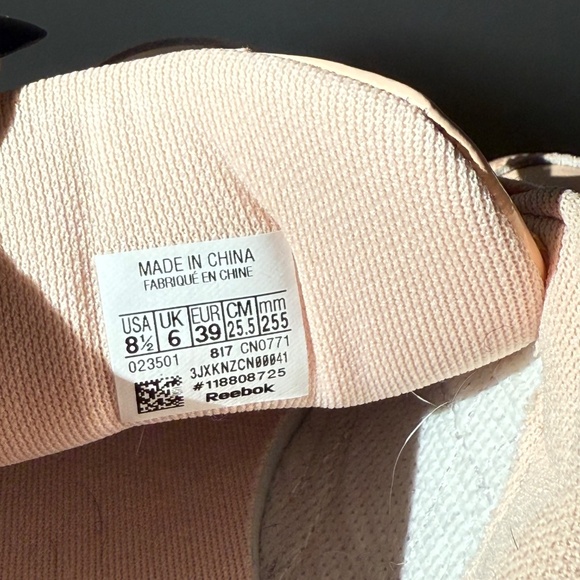 MADE IN CHINA
FABRIQUÉ EN CHINE
USA UK EUR CM mm
8½ 6 39 25.5 255
023501 817 CN0771
3JXKNZCN00041
#118808725
Reebok